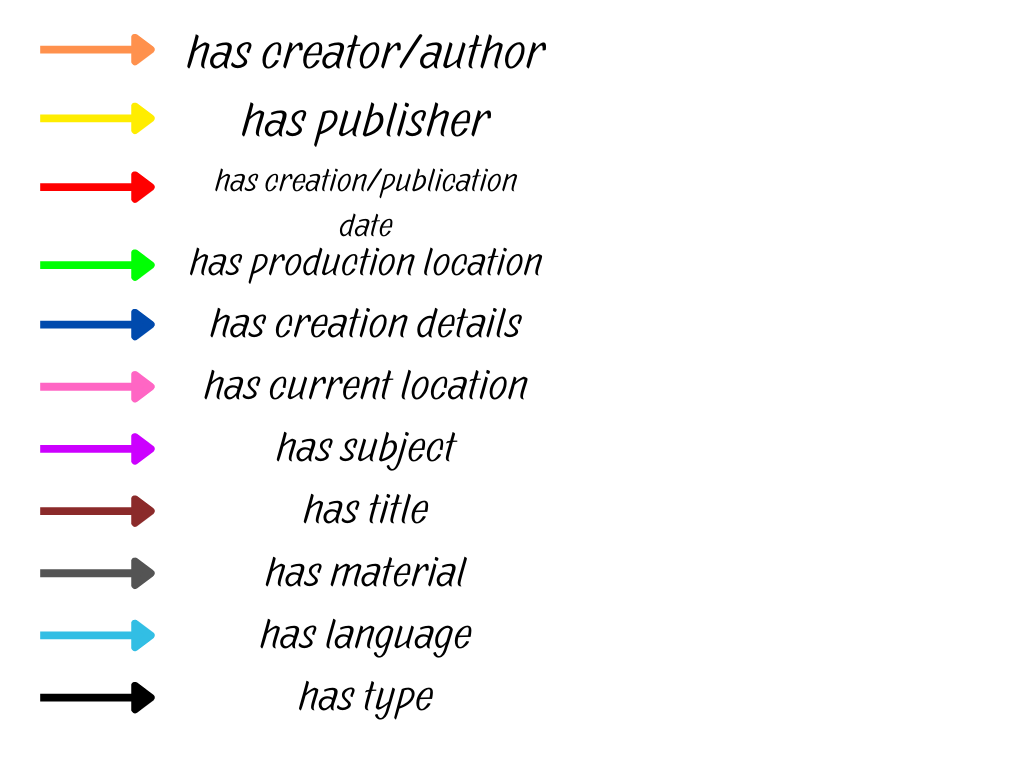 has creator/author
has publisher
has creation/publication
date
has production location
has creation details
has current location
has subject
has title
has material
has language
has type